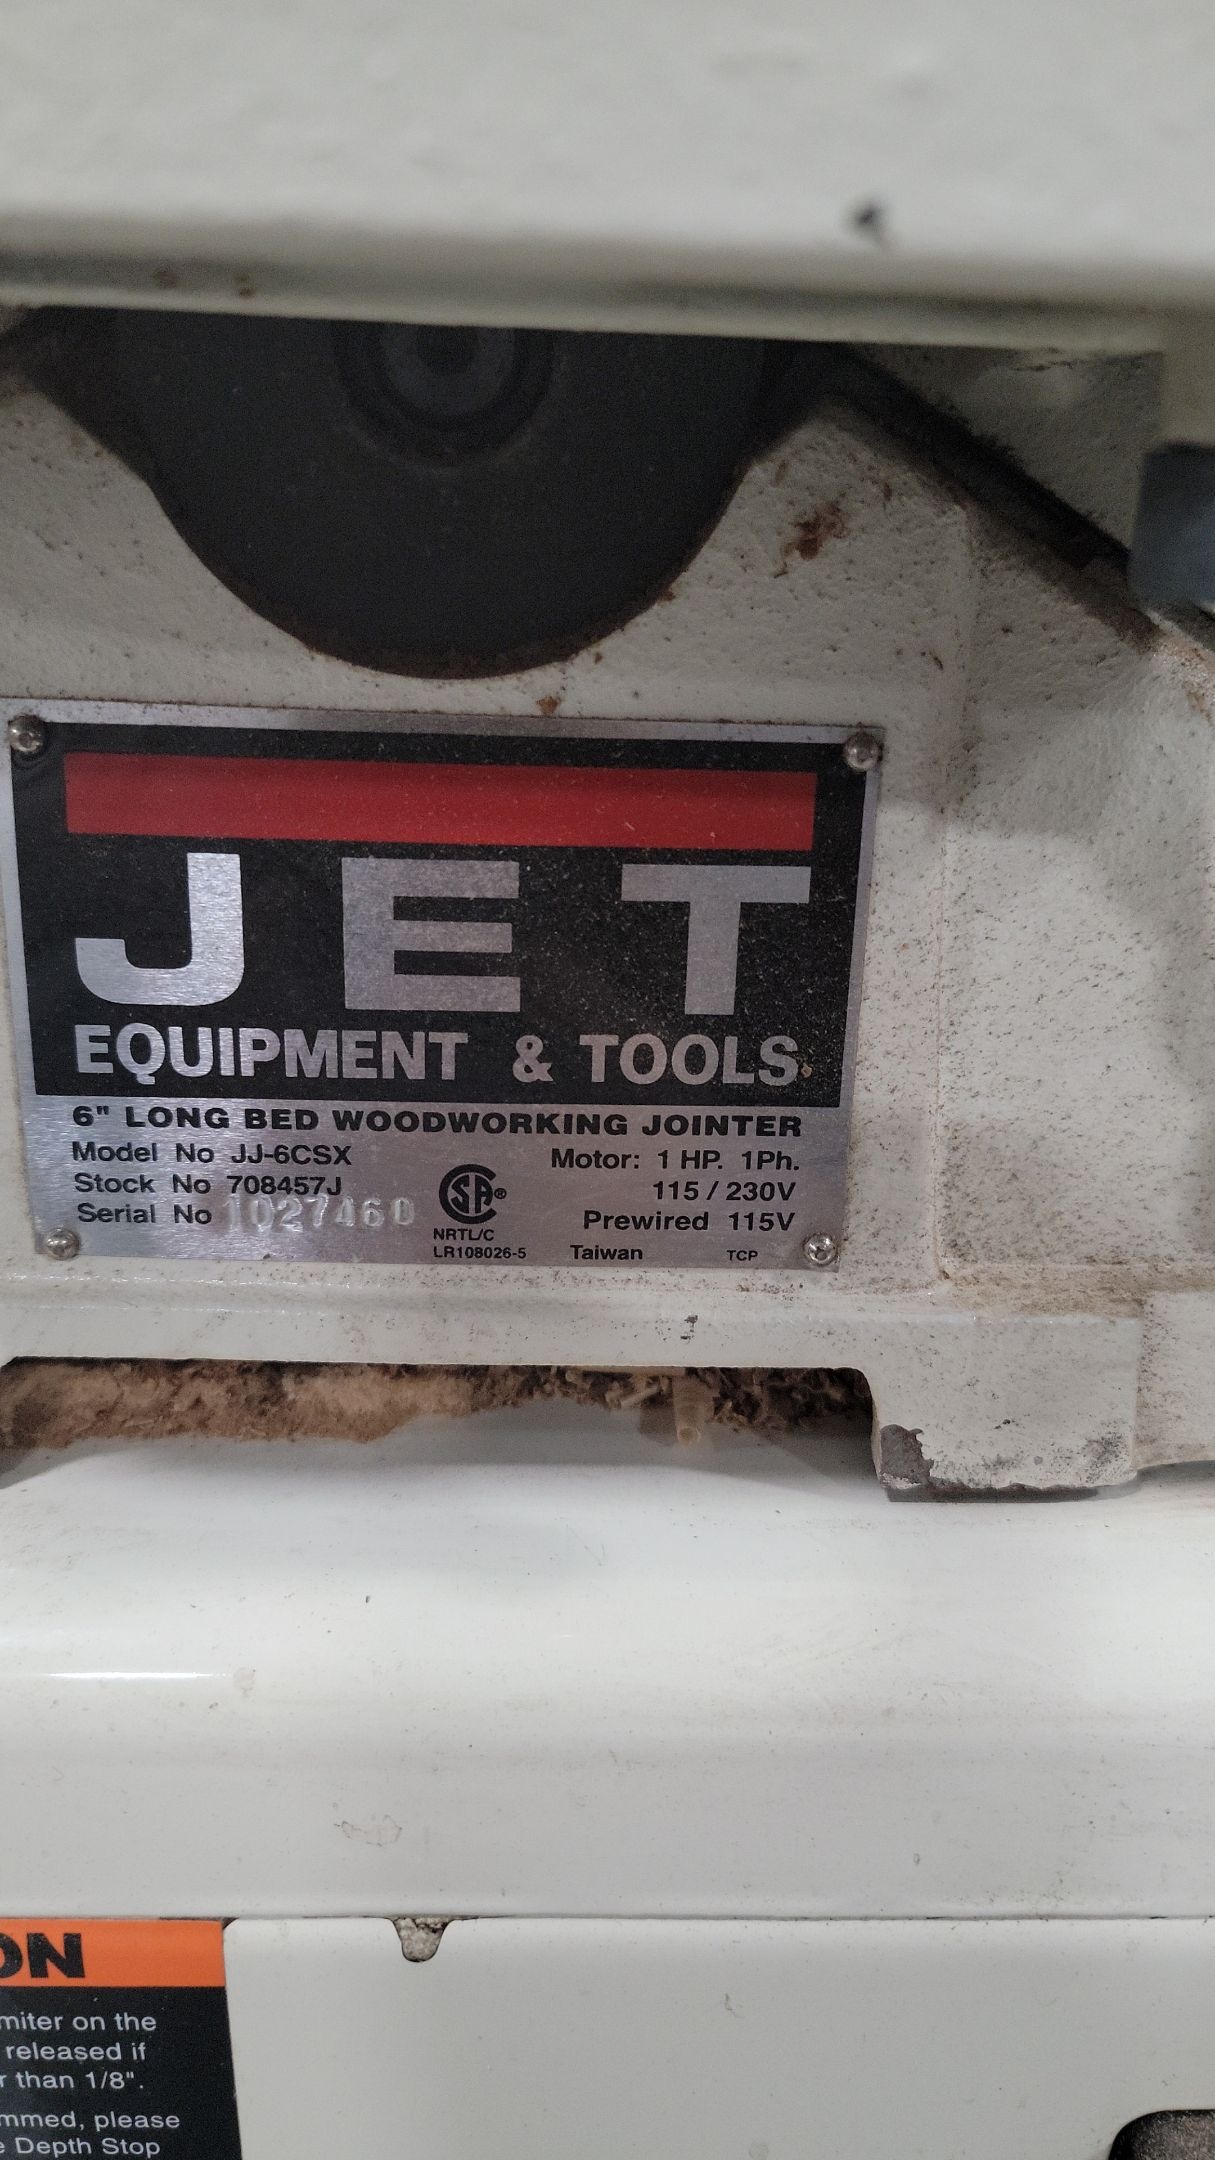 JET
EQUIPMENT & TOOLS
6" LONG BED WOODWORKING JOINTER
Model No JJ-6CSX
Stock No 708457J
Serial No 1027460
Motor: 1 HP. 1Ph.
115 / 230V
Prewired 115V
SA®
NRTL/C
LR108026-5
Taiwan
TCP
ON
miter on the
released if
r than 1/8".
mmed, please
e Depth Stop